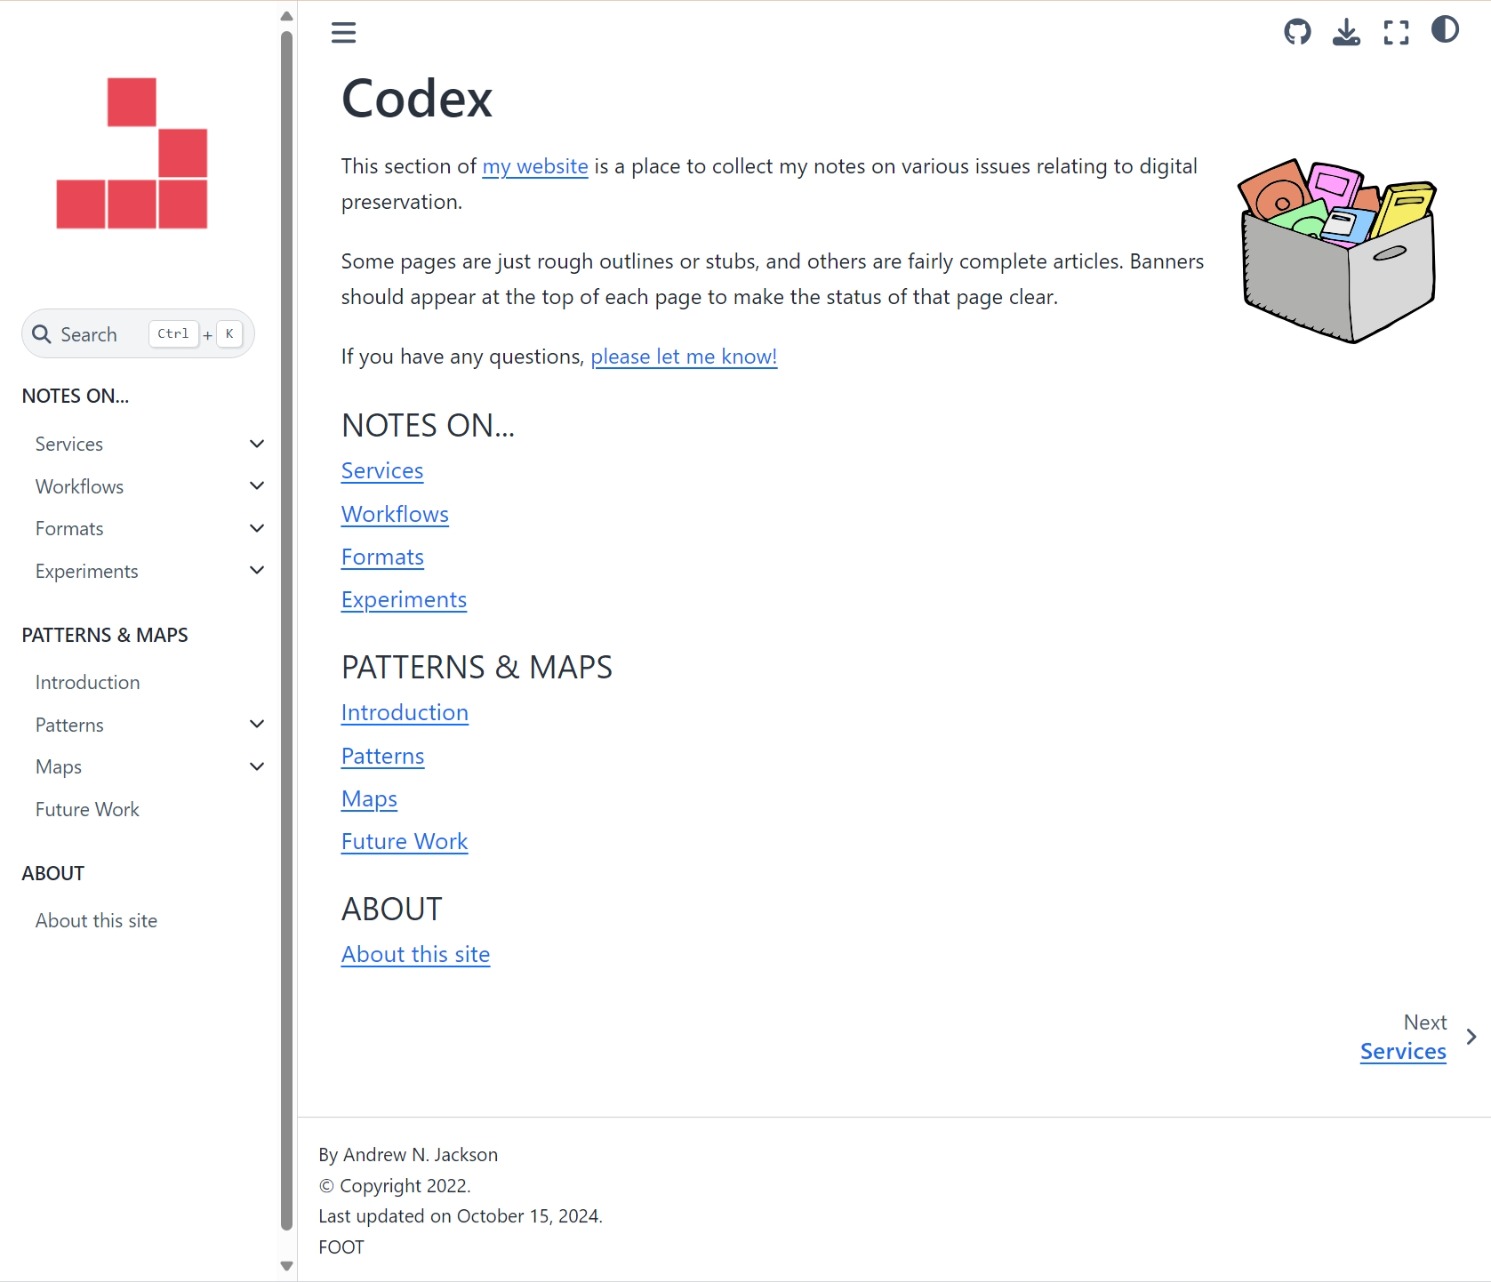 Search Ctrl + K
NOTES ON...
Services
Workflows
Formats
Experiments
PATTERNS & MAPS
Introduction
Patterns
Maps
Future Work
ABOUT
About this site
Codex
This section of my website is a place to collect my notes on various issues relating to digital
preservation.
Some pages are just rough outlines or stubs, and others are fairly complete articles. Banners
should appear at the top of each page to make the status of that page clear.
If you have any questions, please let me know!
NOTES ON...
Services
Workflows
Formats
Experiments
PATTERNS & MAPS
Introduction
Patterns
Maps
Future Work
ABOUT
About this site
Next
Services
By Andrew N. Jackson
© Copyright 2022.
Last updated on October 15, 2024.
FOOT